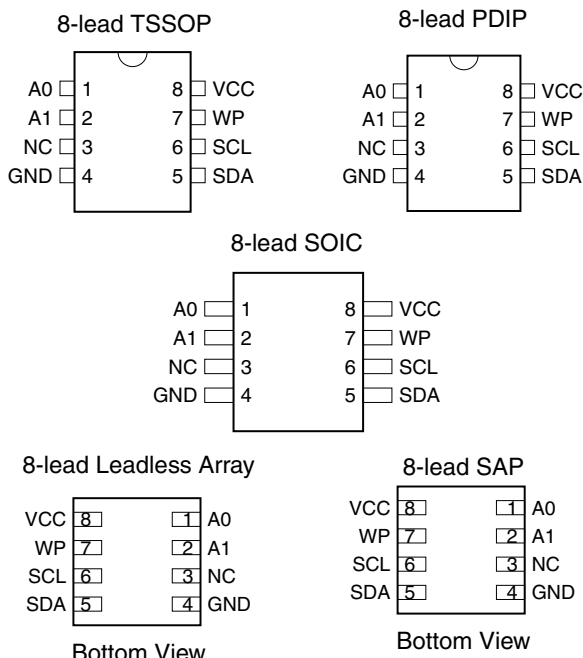 8-lead TSSOP
A0 1 8 VCC
A1 2 7 WP
NC 3 6 SCL
GND 4 5 SDA
8-lead PDIP
A0 1 8 VCC
A1 2 7 WP
NC 3 6 SCL
GND 4 5 SDA
8-lead SOIC
A0 1 8 VCC
A1 2 7 WP
NC 3 6 SCL
GND 4 5 SDA
8-lead Leadless Array
VCC 8 1 A0
WP 7 2 A1
SCL 6 3 NC
SDA 5 4 GND
Bottom View
8-lead SAP
VCC 8 1 A0
WP 7 2 A1
SCL 6 3 NC
SDA 5 4 GND
Bottom View